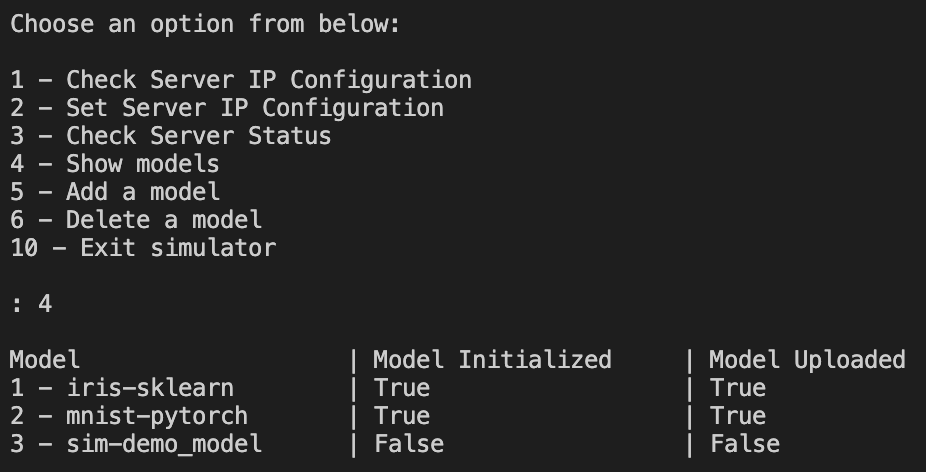 Choose an option from below:
1 – Check Server IP Configuration
2 – Set Server IP Configuration
3 – Check Server Status
4 – Show models
5 – Add a model
6 – Delete a model
10 – Exit simulator
: 4
Model | Model Initialized | Model Uploaded
1 – iris-sklearn | True | True
2 – mnist-pytorch | True | True
3 – sim-demo_model | False | False